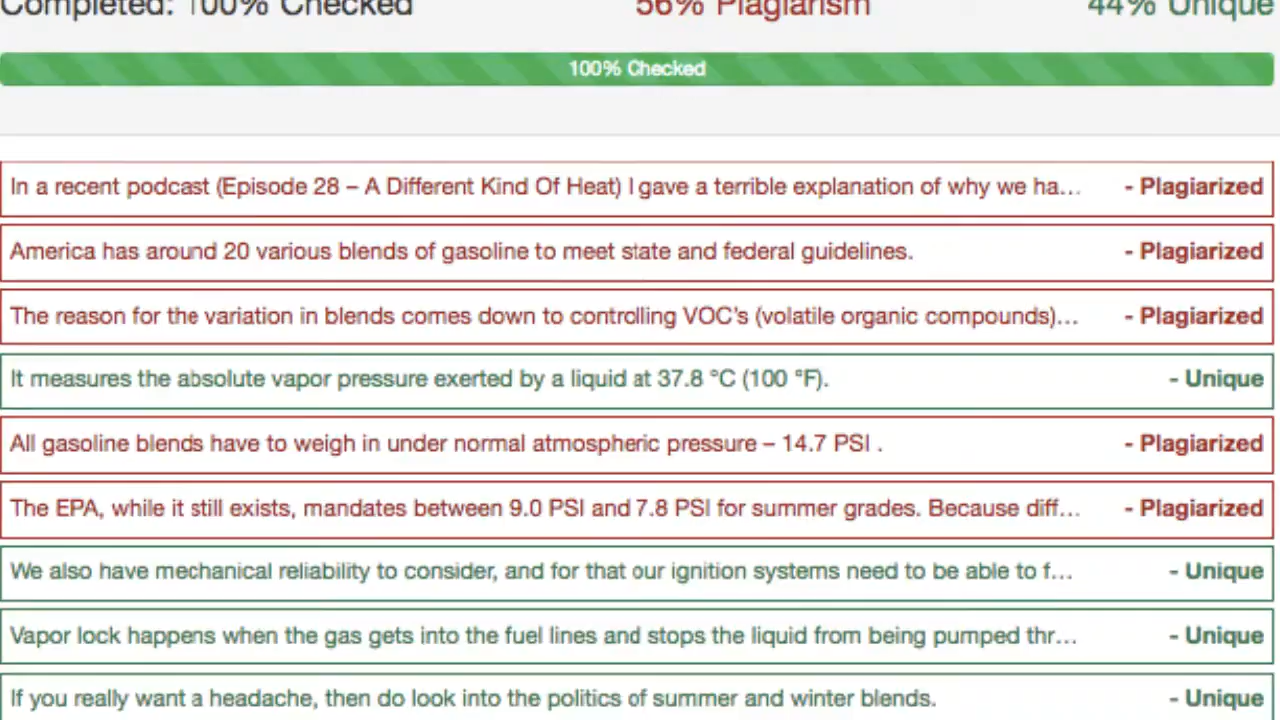 Completed: 100% Checked 56% Plagiarism 44% Unique
100% Checked
In a recent podcast (Episode 28 – A Different Kind Of Heat) I gave a terrible explanation of why we ha... - Plagiarized
America has around 20 various blends of gasoline to meet state and federal guidelines. - Plagiarized
The reason for the variation in blends comes down to controlling VOC's (volatile organic compounds)... - Plagiarized
It measures the absolute vapor pressure exerted by a liquid at 37.8 °C (100 °F). - Unique
All gasoline blends have to weigh in under normal atmospheric pressure – 14.7 PSI . - Plagiarized
The EPA, while it still exists, mandates between 9.0 PSI and 7.8 PSI for summer grades. Because diff... - Plagiarized
We also have mechanical reliability to consider, and for that our ignition systems need to be able to f... - Unique
Vapor lock happens when the gas gets into the fuel lines and stops the liquid from being pumped thr... - Unique
If you really want a headache, then do look into the politics of summer and winter blends. - Unique